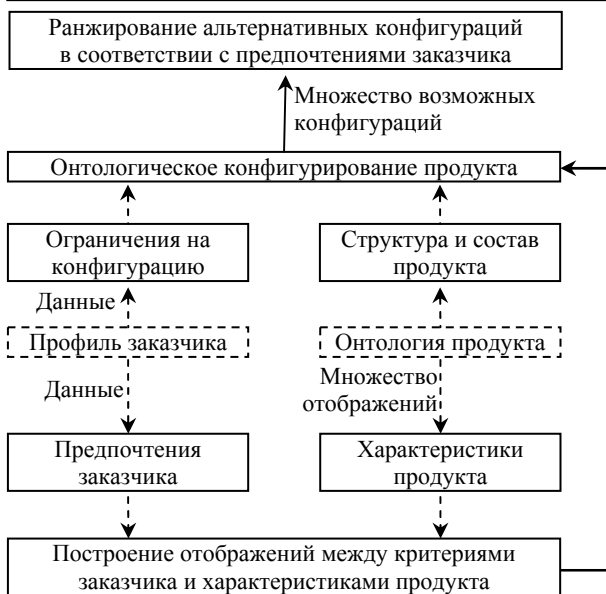 Ранжирование альтернативных конфигураций
в соответствии с предпочтениями заказчика
Множество возможных
конфигураций
Онтологическое конфигурирование продукта
Ограничения на
конфигурацию
Структура и состав
продукта
Данные
Профиль заказчика
Онтология продукта
Данные
Множество
отображений
Предпочтения
заказчика
Характеристики
продукта
Построение отображений между критериями
заказчика и характеристиками продукта